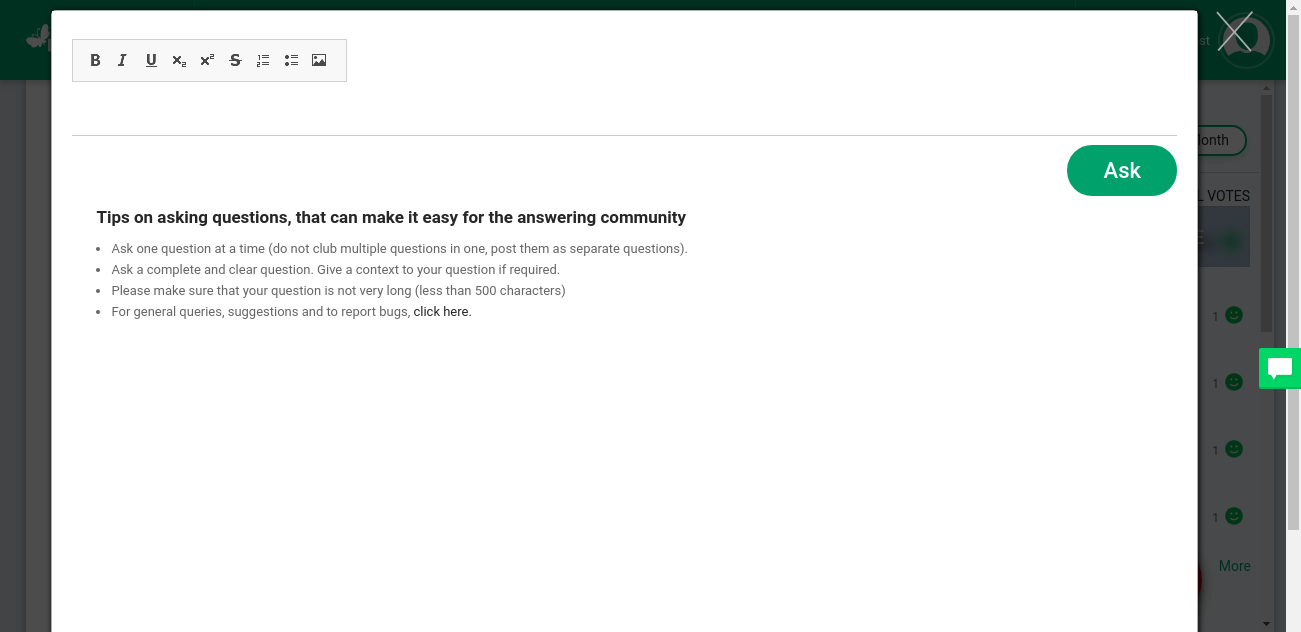 Ask
Tips on asking questions, that can make it easy for the answering community
Ask one question at a time (do not club multiple questions in one, post them as separate questions).
Ask a complete and clear question. Give a context to your question if required.
Please make sure that your question is not very long (less than 500 characters)
For general queries, suggestions and to report bugs, click here.
1
1
1
1
More